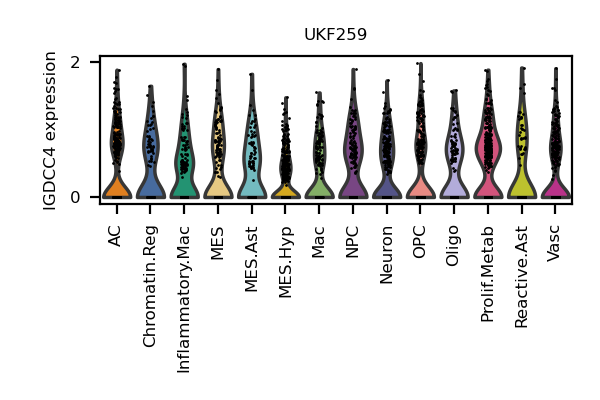 UKF259
IGDCC4 expression
2
0
AC
Chromatin.Reg
Inflammatory.Mac
MES
MES.Ast
MES.Hyp
Mac
NPC
Neuron
OPC
Oligo
Prolif.Metab
Reactive.Ast
Vasc